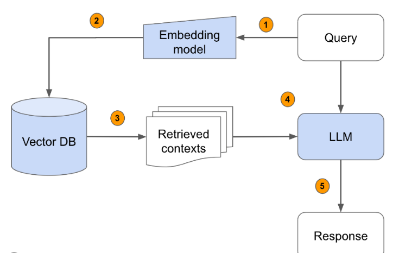 2
1
Embedding
model
Query
3
4
Vector DB
Retrieved
contexts
LLM
5
Response